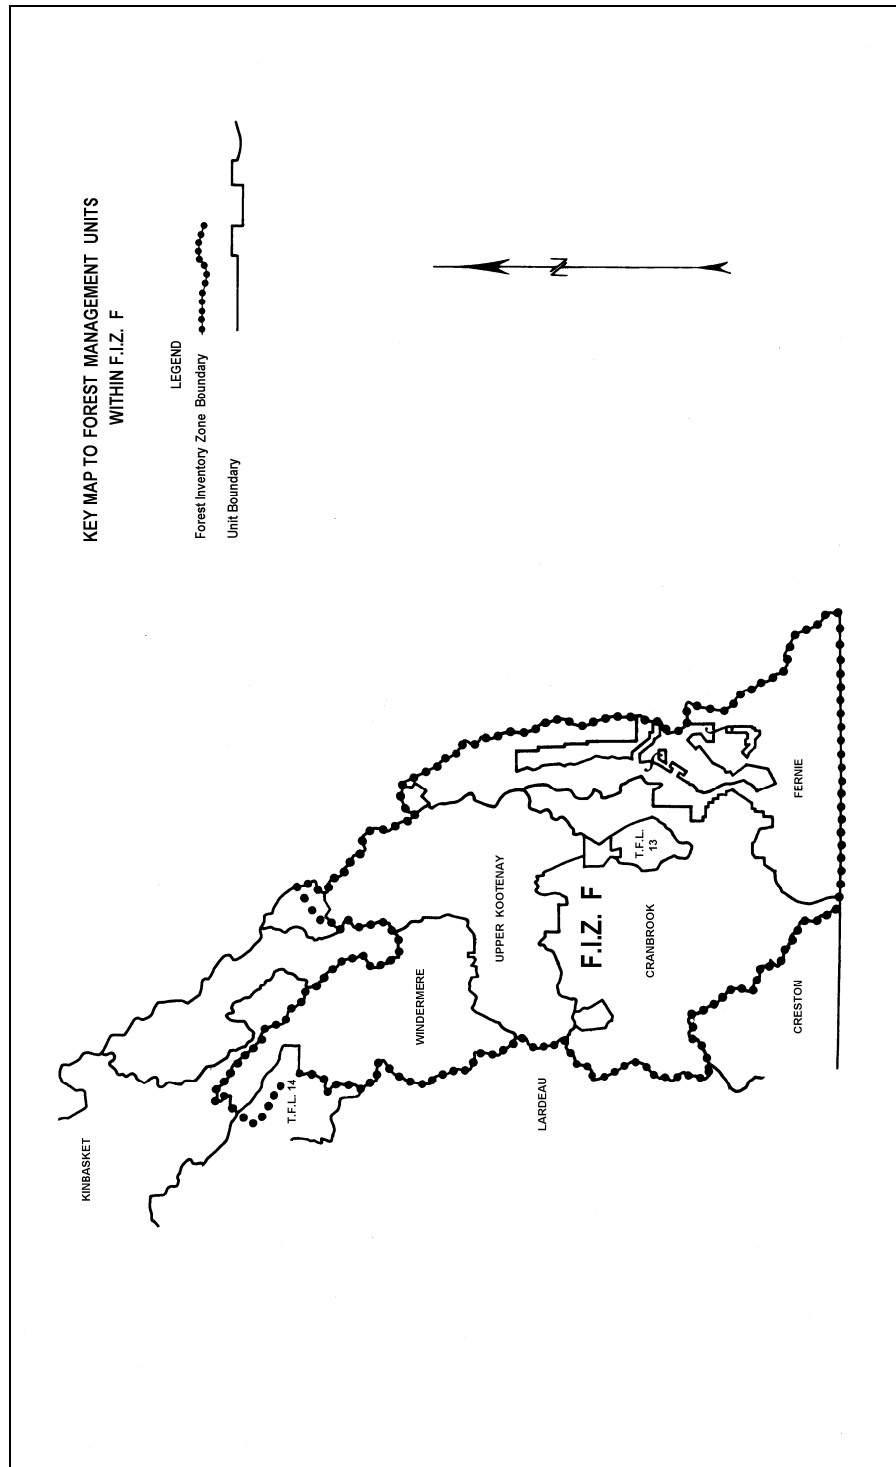 KEY MAP TO FOREST MANAGEMENT UNITS
WITHIN F.I.Z. F
LEGEND
Forest Inventory Zone Boundary
Unit Boundary
N
KINBASKET
T.F.L. 14
WINDERMERE
UPPER KOOTENAY
LARDEAU
F.I.Z. F
T.F.L.
13
CRANBROOK
CRESTON
FERNIE